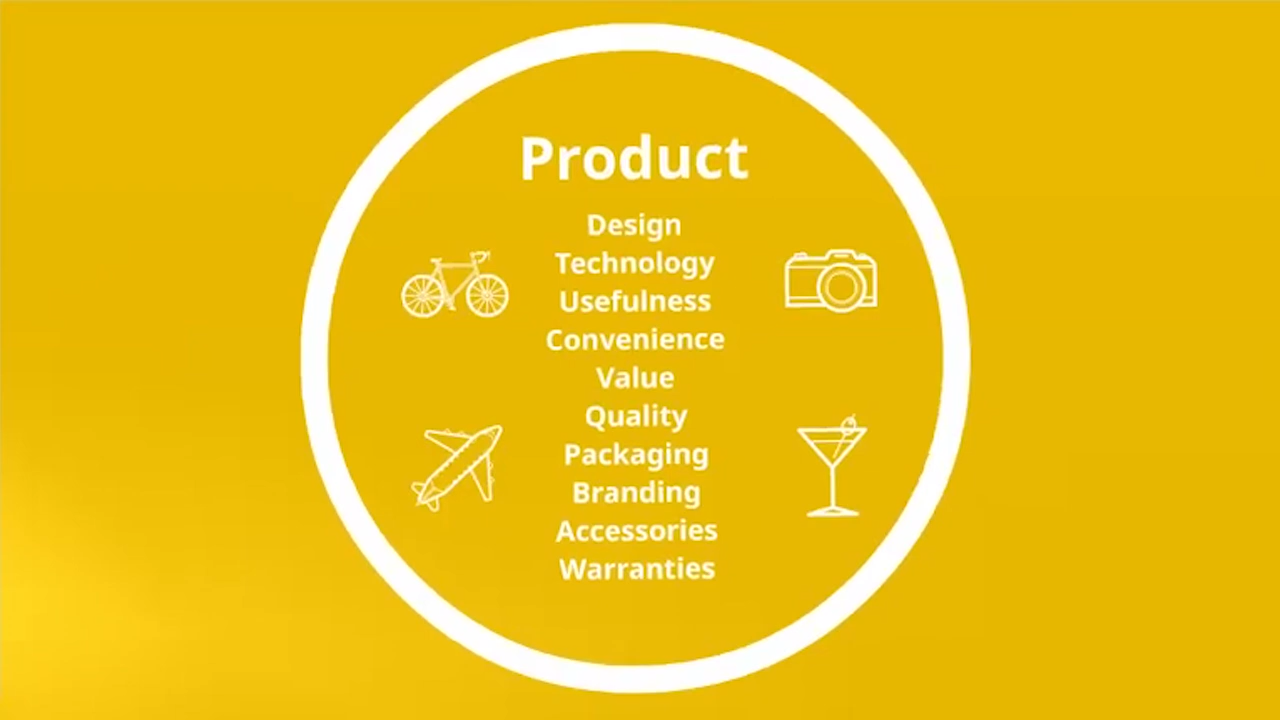 Product
Design
Technology
Usefulness
Convenience
Value
Quality
Packaging
Branding
Accessories
Warranties